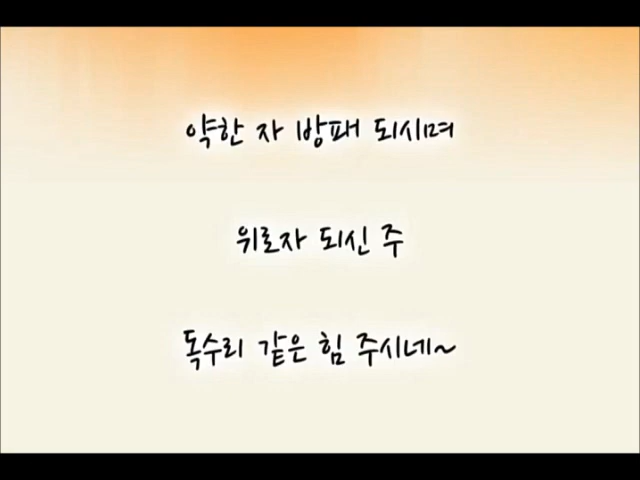 약한 자 방패 되시며
위로자 되신 주
독수리 같은 힘 주시네~